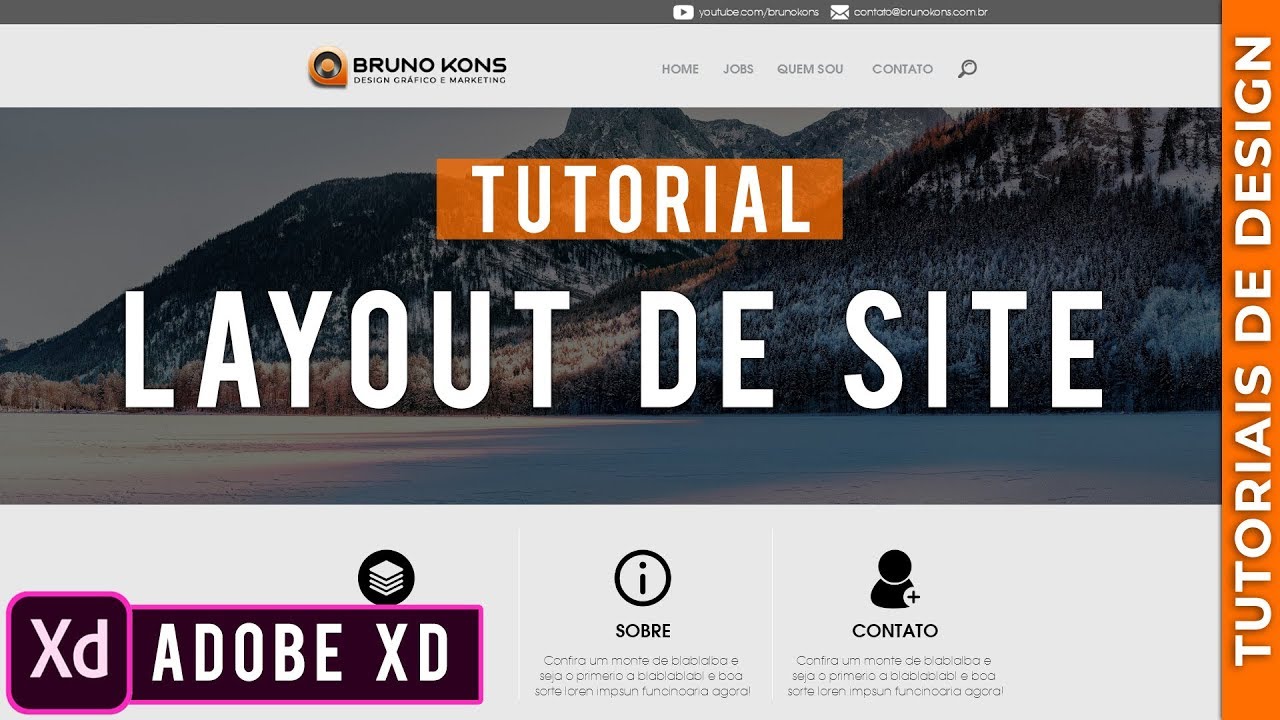 youtube.com/brunokons contato@brunokons.com.br
BRUNO KONS
DESIGN GRÁFICO E MARKETING
HOME JOBS QUEM SOU CONTATO
TUTORIAL
LAYOUT DE SITE
SOBRE
Confira um monte de blablalba e
seja o primerio a blablablabl e boa
sorte loren impsun funcinoaria agora!
CONTATO
Confira um monte de blablalba e
seja o primerio a blablablabl e boa
sorte loren impsun funcinoaria agora!
Xd
ADOBE XD
TUTORIAIS DE DESIGN